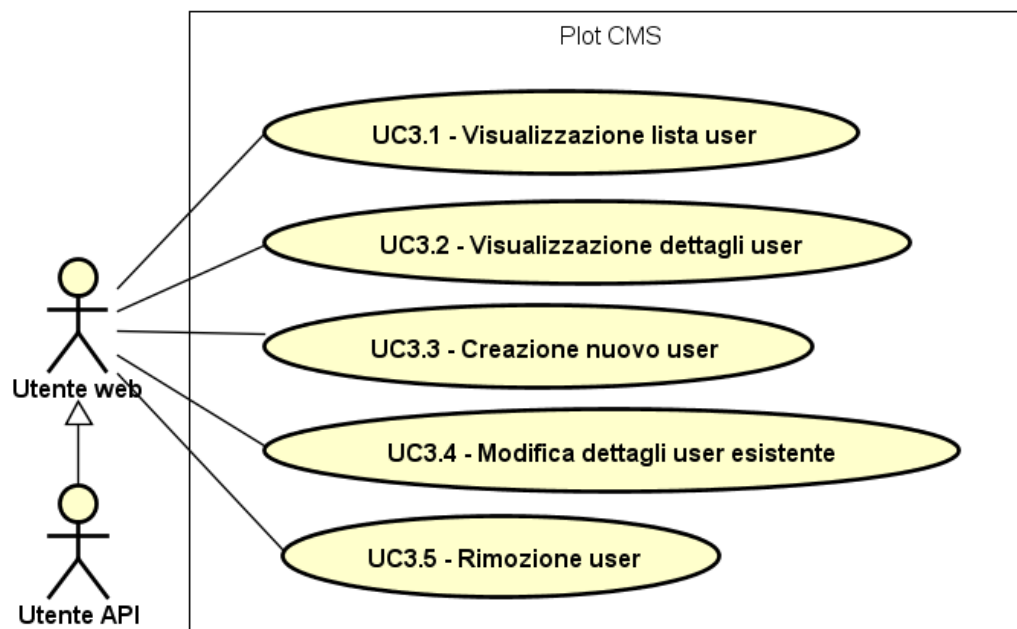 Plot CMS
UC3.1 - Visualizzazione lista user
UC3.2 - Visualizzazione dettagli user
UC3.3 - Creazione nuovo user
Utente web
UC3.4 - Modifica dettagli user esistente
UC3.5 - Rimozione user
Utente API